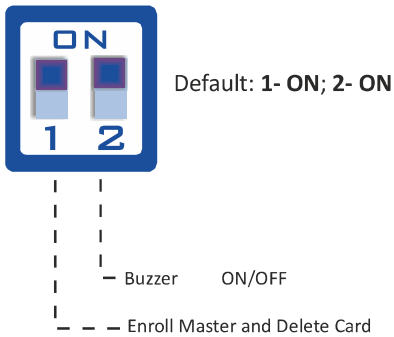 ON
1 2
Default: 1- ON; 2- ON
Buzzer ON/OFF
Enroll Master and Delete Card